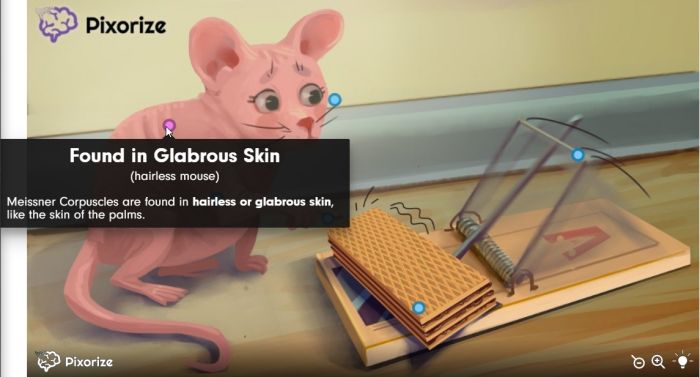 Pixorize
Found in Glabrous Skin
(hairless mouse)
Meissner Corpuscles are found in hairless or glabrous skin,
like the skin of the palms.
A
Pixorize